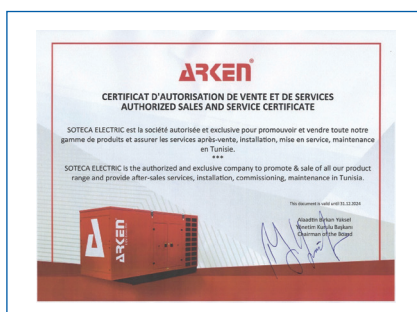 ARKEN
CERTIFICAT D'AUTORISATION DE VENTE ET DE SERVICES
AUTHORIZED SALES AND SERVICE CERTIFICATE
SOTECA ELECTRIC est la société autorisée et exclusive pour promouvoir et vendre toute notre
gamme de produits et assurer les services après-vente, installation, mise en service, maintenance
en Tunisie.
***
SOTECA ELECTRIC is the authorized and exclusive company to promote & sale of all our product
range and provide after-sales services, installation, commissioning, maintenance in Tunisia.
This document is valid until 31.12.2024
Alaadtin Birkan Yüksel
Yönetim Kurulu Başkanı
Chairman of the Board
ARKEN